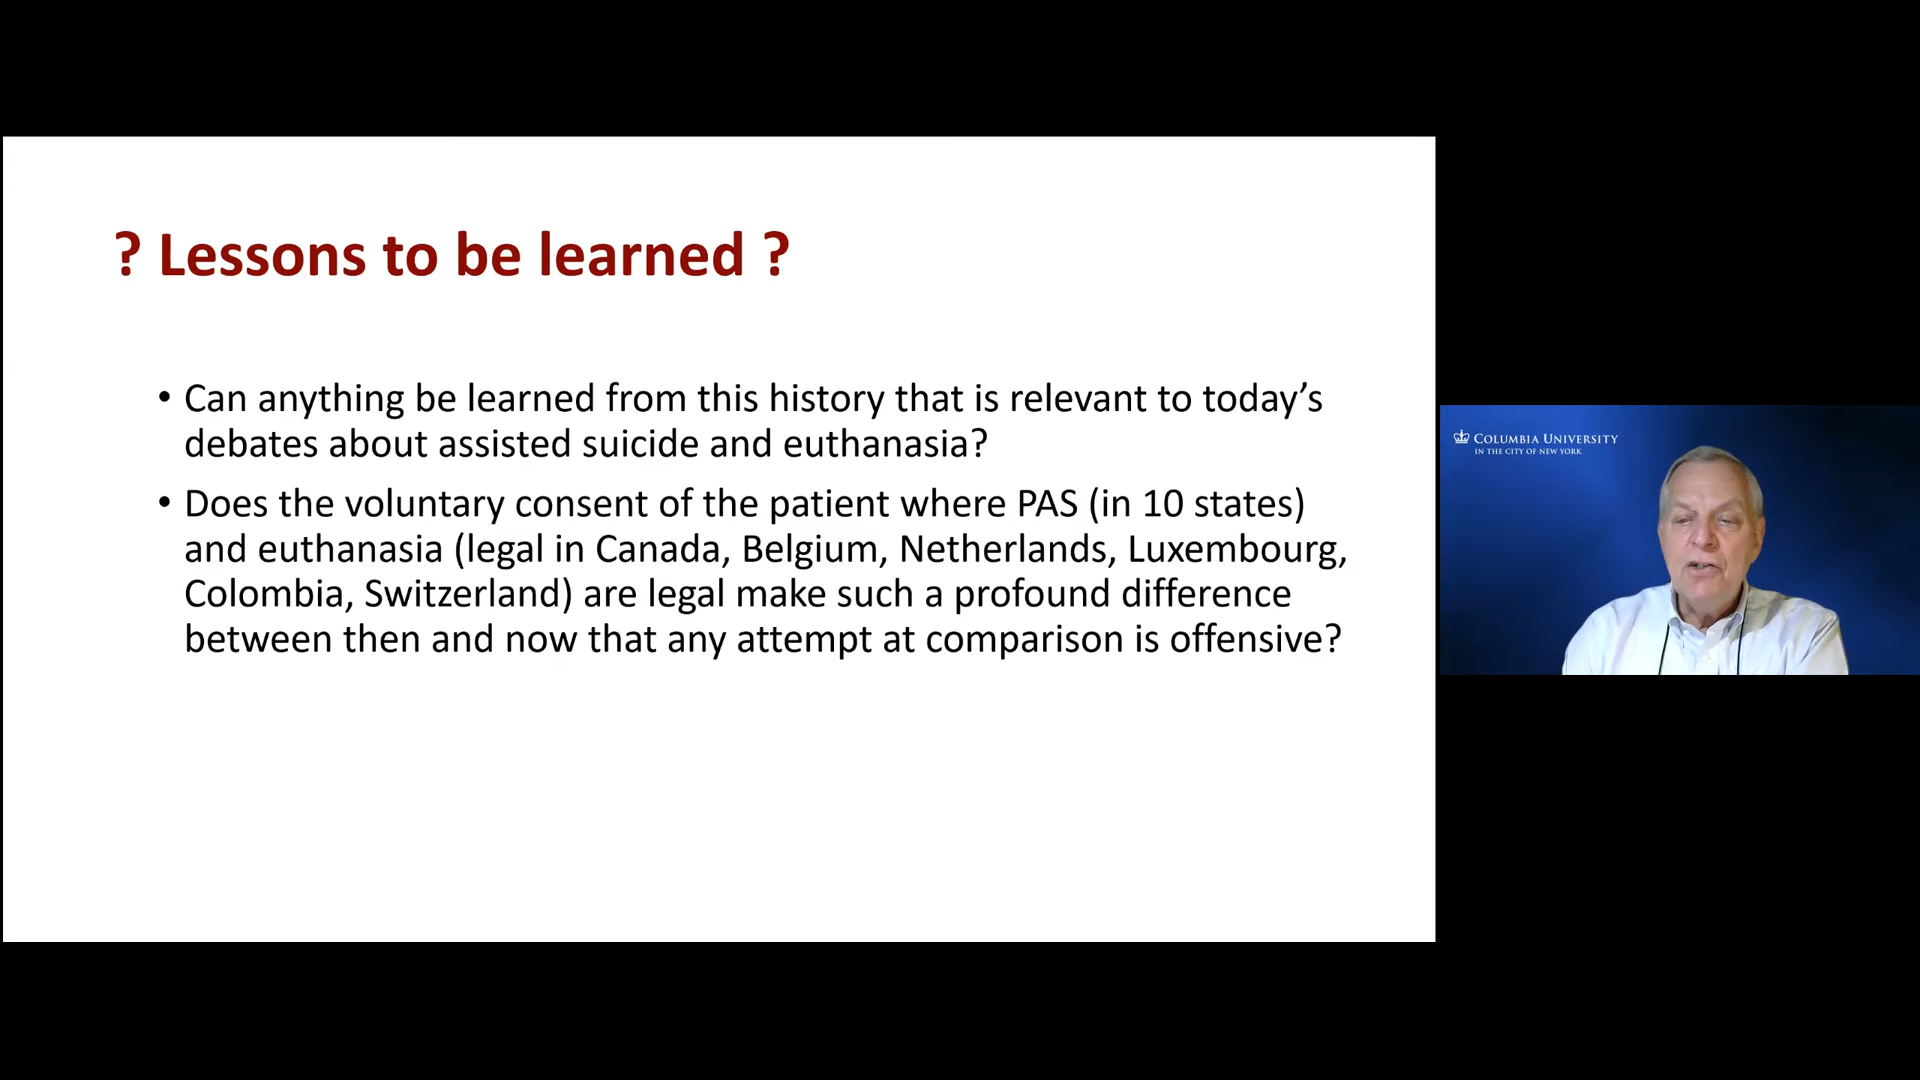 ? Lessons to be learned ?
• Can anything be learned from this history that is relevant to today’s
debates about assisted suicide and euthanasia?
• Does the voluntary consent of the patient where PAS (in 10 states)
and euthanasia (legal in Canada, Belgium, Netherlands, Luxembourg,
Colombia, Switzerland) are legal make such a profound difference
between then and now that any attempt at comparison is offensive?
COLUMBIA UNIVERSITY
IN THE CITY OF NEW YORK